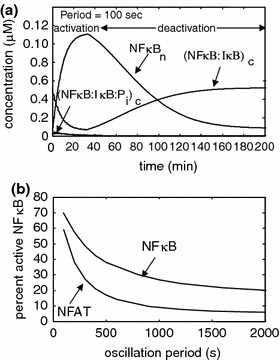 (a)
Period = 100 sec
activation
deactivation
0.12
0.1
0.08
0.06
0.04
0.02
0
concentration (μM)
NFκBn
(NFκB:IκB)c
(NFκB:IκB:Pi)c
0 20 40 60 80 100 120 140 160 180 200
time (min)
(b)
80
70
60
50
40
30
20
10
0
percent active NFκB
NFκB
NFAT
0 500 1000 1500 2000
oscillation period (s)